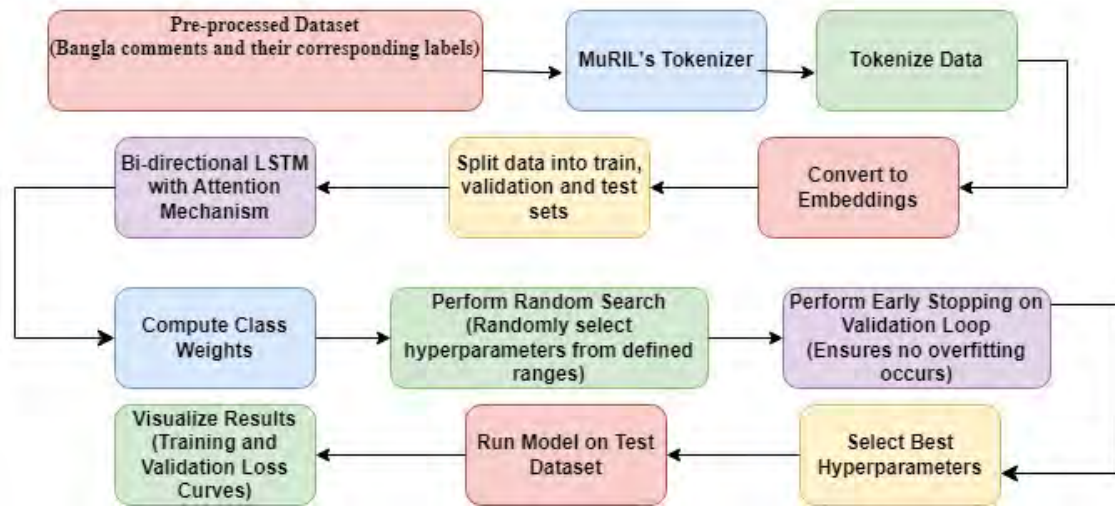 Pre-processed Dataset
(Bangla comments and their corresponding labels)
MuRIL's Tokenizer
Tokenize Data
Convert to
Embeddings
Split data into train,
validation and test
sets
Bi-directional LSTM
with Attention
Mechanism
Compute Class
Weights
Perform Random Search
(Randomly select
hyperparameters from defined
ranges)
Perform Early Stopping on
Validation Loop
(Ensures no overfitting
occurs)
Select Best
Hyperparameters
Run Model on Test
Dataset
Visualize Results
(Training and
Validation Loss
Curves)